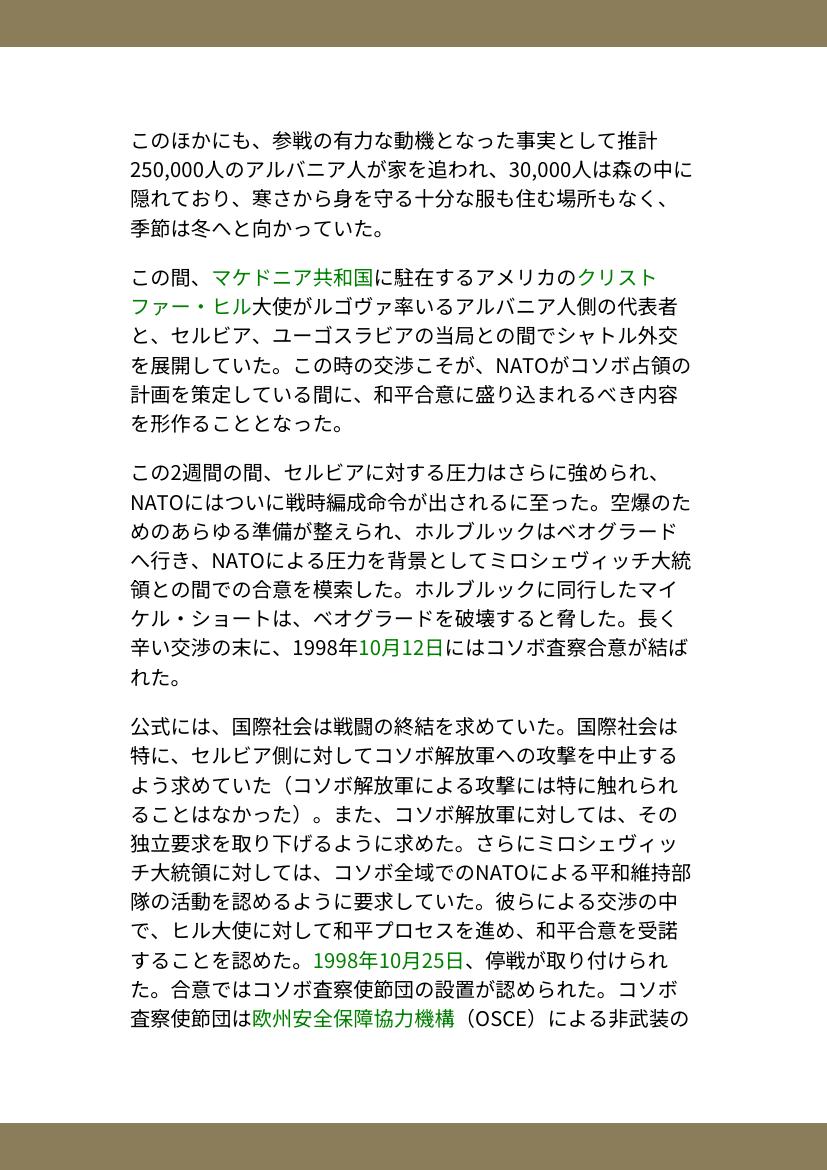 このほかにも、参戦の有力な動機となった事実として推計
250,000人のアルバニア人が家を追われ、30,000人は森の中に
隠れており、寒さから身を守る十分な服も住む場所もなく、
季節は冬へと向かっていた。
この間、マケドニア共和国に駐在するアメリカのクリスト
ファー・ヒル大使がルゴヴァ率いるアルバニア人側の代表者
と、セルビア、ユーゴスラビアの当局との間でシャトル外交
を展開していた。この時の交渉こそが、NATOがコソボ占領の
計画を策定している間に、和平合意に盛り込まれるべき内容
を形作ることとなった。
この2週間の間、セルビアに対する圧力はさらに強められ、
NATOにはついに戦時編成命令が出されるに至った。空爆のた
めのあらゆる準備が整えられ、ホルブルックはベオグラード
へ行き、NATOによる圧力を背景としてミロシェヴィッチ大統
領との間での合意を模索した。ホルブルックに同行したマイ
ケル・ショートは、ベオグラードを破壊すると脅した。長く
辛い交渉の末に、1998年10月12日にはコソボ査察合意が結ば
れた。
公式には、国際社会は戦闘の終結を求めていた。国際社会は
特に、セルビア側に対してコソボ解放軍への攻撃を中止する
よう求めていた（コソボ解放軍による攻撃には特に触れられ
ることはなかった）。また、コソボ解放軍に対しては、その
独立要求を取り下げるように求めた。さらにミロシェヴィッ
チ大統領に対しては、コソボ全域でのNATOによる平和維持部
隊の活動を認めるように要求していた。彼らによる交渉の中
で、ヒル大使に対して和平プロセスを進め、和平合意を受諾
することを認めた。1998年10月25日、停戦が取り付けられ
た。合意ではコソボ査察使節団の設置が認められた。コソボ
査察使節団は欧州安全保障協力機構（OSCE）による非武装の